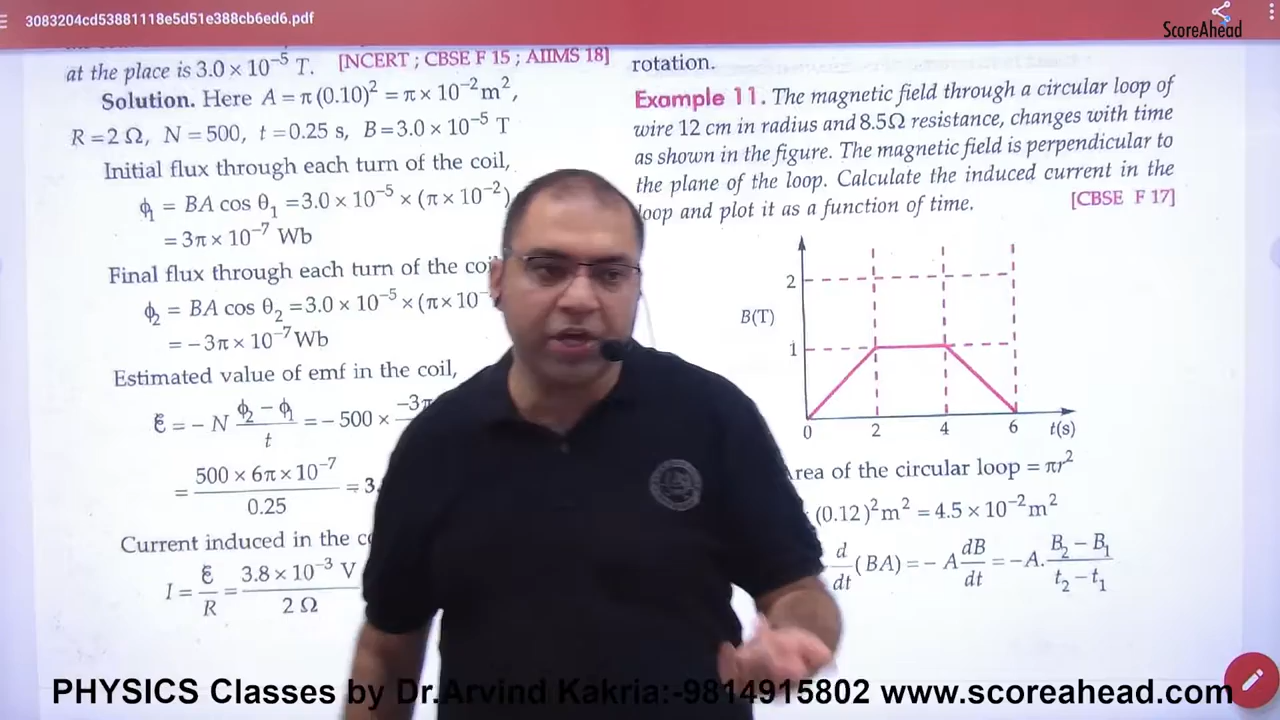 3083204cd53881118e5d51e388cb6ed6.pdf
ScoreAhead
at the place is 3.0 × 10⁻⁵ T. [NCERT ; CBSE F 15 ; AIIMS 18]
Solution. Here A = π (0.10)² = π × 10⁻² m²,
R = 2 Ω, N = 500, t = 0.25 s, B = 3.0 × 10⁻⁵ T
Initial flux through each turn of the coil,
ϕ₁ = BA cos θ₁ = 3.0 × 10⁻⁵ × (π × 10⁻²)
= 3π × 10⁻⁷ Wb
Final flux through each turn of the
ϕ₂ = BA cos θ₂ = 3.0 × 10⁻⁵ × (π × 10⁻
= − 3π × 10⁻⁷ Wb
Estimated value of emf in the coil,
ℰ = − N (ϕ₂ − ϕ₁)/t = − 500 × −3π
= (500 × 6π × 10⁻⁷)/0.25 = 3.
Current induced in the
I = ℰ/R = (3.8 × 10⁻³ V)/(2 Ω)
rotation.
Example 11. The magnetic field through a circular loop of
wire 12 cm in radius and 8.5Ω resistance, changes with time
as shown in the figure. The magnetic field is perpendicular to
the plane of the loop. Calculate the induced current in the
loop and plot it as a function of time. [CBSE F 17]
2
B(T)
1
0 2 4 6 t(s)
rea of the circular loop = πr²
(0.12)² m² = 4.5 × 10⁻² m²
d/dt (BA) = − A dB/dt = − A. (B₂ − B₁)/(t₂ − t₁)
PHYSICS Classes by Dr.Arvind Kakria:-9814915802 www.scoreahead.com